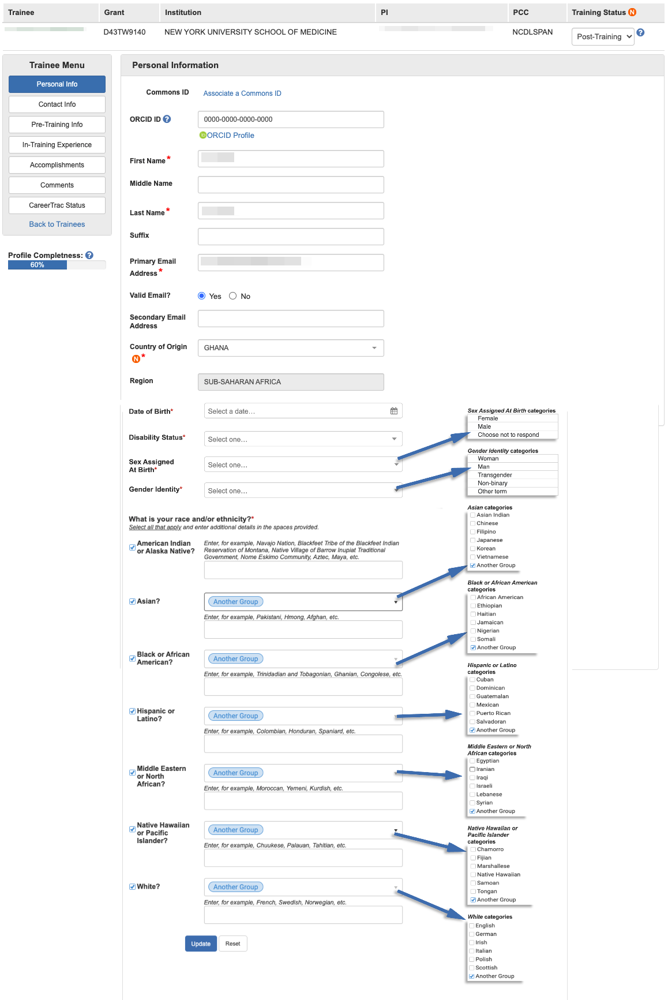 Trainee Grant Institution PI PCC Training Status N
D43TW9140 NEW YORK UNIVERSITY SCHOOL OF MEDICINE NCDLSPAN Post-Training ?
Trainee Menu
Personal Info
Contact Info
Pre-Training Info
In-Training Experience
Accomplishments
Comments
CareerTrac Status
Back to Trainees
Profile Completness: ?
60%
Personal Information
Commons ID Associate a Commons ID
ORCID ID ? 0000-0000-0000-0000
iD ORCID Profile
First Name*
Middle Name
Last Name*
Suffix
Primary Email
Address*
Valid Email? Yes No
Secondary Email
Address
Country of Origin GHANA
N *
Region SUB-SAHARAN AFRICA
Date of Birth* Select a date...
Disability Status* Select one...
Sex Assigned
At Birth* Select one...
Gender Identity* Select one...
What is your race and/or ethnicity?*
Select all that apply and enter additional details in the spaces provided.
American Indian
or Alaska Native?
Enter, for example, Navajo Nation, Blackfeet Tribe of the Blackfeet Indian
Reservation of Montana, Native Village of Barrow Inupiat Traditional
Government, Nome Eskimo Community, Aztec, Maya, etc.
Asian? Another Group
Enter, for example, Pakistani, Hmong, Afghan, etc.
Black or African
American?
Another Group
Enter, for example, Trinidadian and Tobagonian, Ghanian, Congolese, etc.
Hispanic or
Latino?
Another Group
Enter, for example, Colombian, Honduran, Spaniard, etc.
Middle Eastern
or North
African?
Another Group
Enter, for example, Moroccan, Yemeni, Kurdish, etc.
Native Hawaiian
or Pacific
Islander?
Another Group
Enter, for example, Chuukese, Palauan, Tahitian, etc.
White? Another Group
Enter, for example, French, Swedish, Norwegian, etc.
Update Reset
Sex Assigned At Birth categories
Female
Male
Choose not to respond
Gender Identity categories
Woman
Man
Transgender
Non-binary
Other term
Asian categories
Asian Indian
Chinese
Filipino
Japanese
Korean
Vietnamese
Another Group
Black or African American
categories
African American
Ethiopian
Haitian
Jamaican
Nigerian
Somali
Another Group
Hispanic or Latino
categories
Cuban
Dominican
Guatemalan
Mexican
Puerto Rican
Salvadoran
Another Group
Middle Eastern or North
African categories
Egyptian
Iranian
Iraqi
Israeli
Lebanese
Syrian
Another Group
Native Hawaiian or
Pacific Islander
categories
Chamorro
Fijian
Marshallese
Native Hawaiian
Samoan
Tongan
Another Group
White categories
English
German
Irish
Italian
Polish
Scottish
Another Group